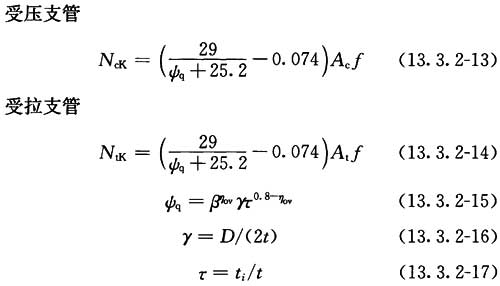 受压支管
N_cK = (29/(ψ_q + 25.2) − 0.074) A_c f (13.3.2-13)
受拉支管
N_tK = (29/(ψ_q + 25.2) − 0.074) A_t f (13.3.2-14)
ψ_q = β^η_ov γτ^0.8−η_ov (13.3.2-15)
γ = D/(2t) (13.3.2-16)
τ = t_i/t (13.3.2-17)